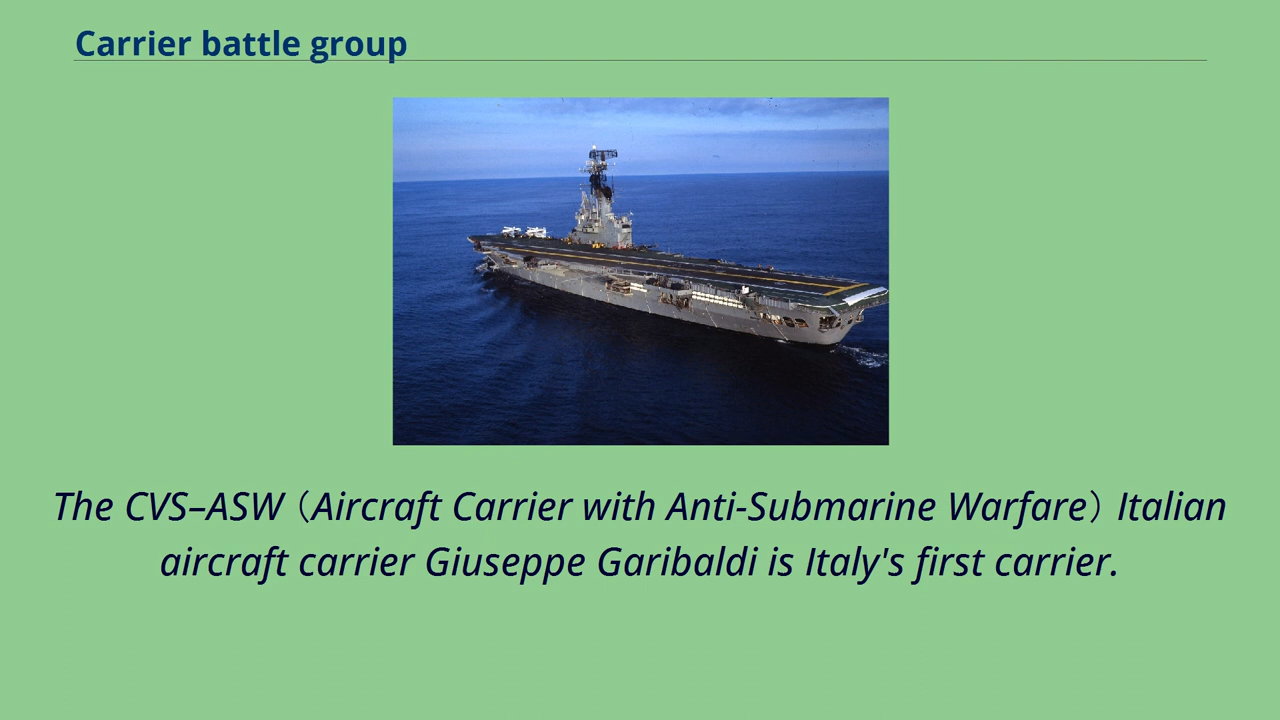 Carrier battle group
The CVS–ASW（Aircraft Carrier with Anti-Submarine Warfare）Italian
aircraft carrier Giuseppe Garibaldi is Italy's first carrier.